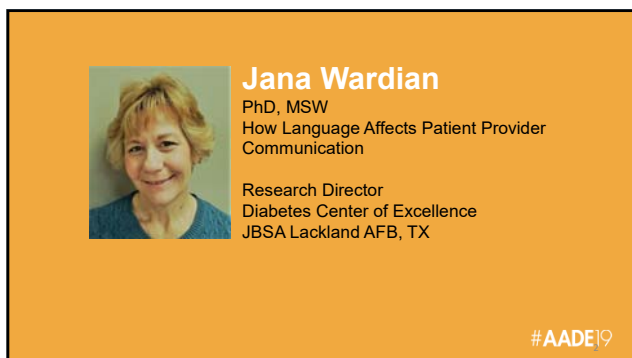 Jana Wardian
PhD, MSW
How Language Affects Patient Provider
Communication
Research Director
Diabetes Center of Excellence
JBSA Lackland AFB, TX
#AADE19
2